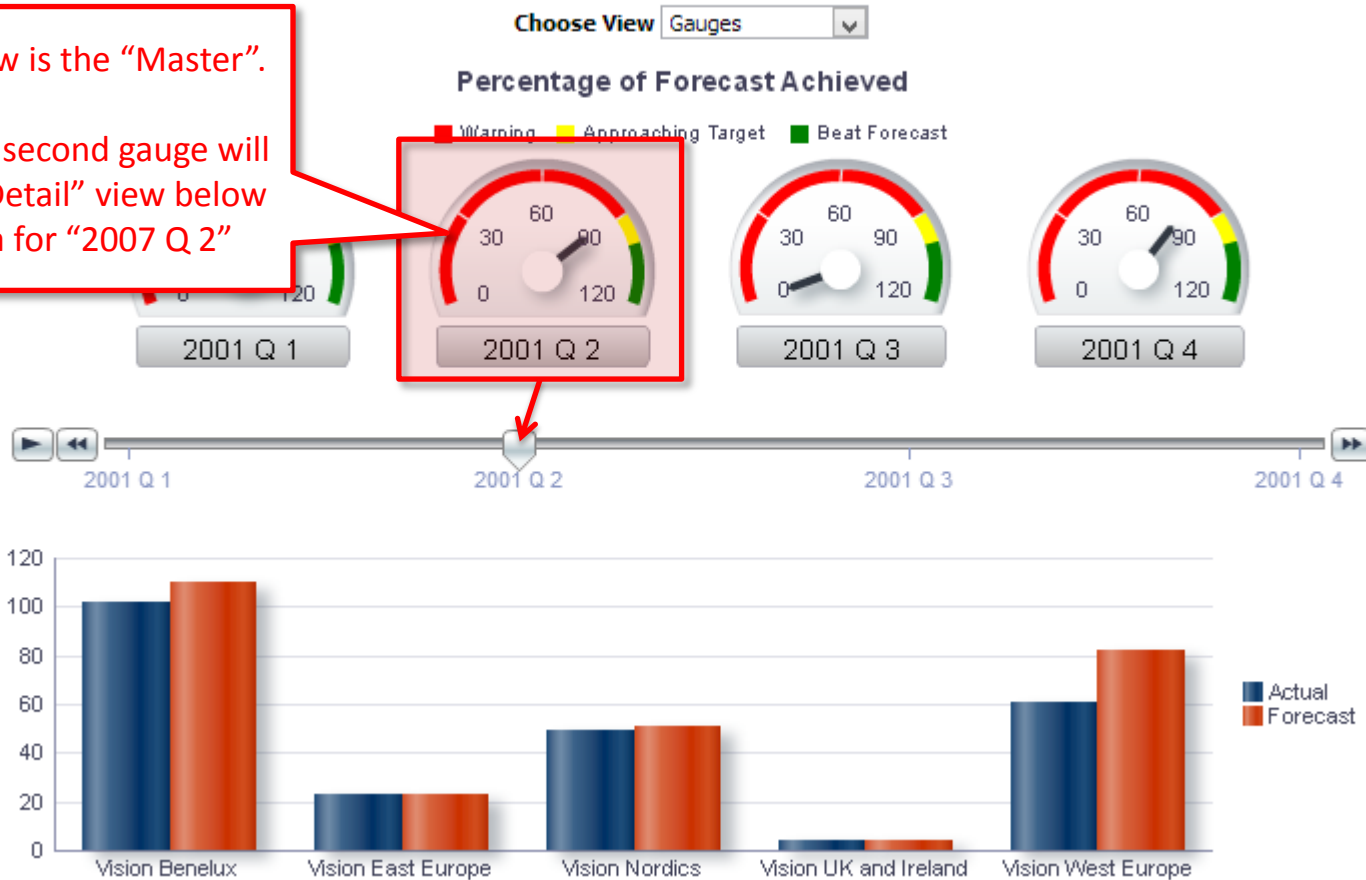 Choose View Gauges
w is the “Master”.
second gauge will
Detail” view below
for “2007 Q 2”
Percentage of Forecast Achieved
Warning Approaching Target Beat Forecast
0 120
0 30 60 90 120
0 30 60 90 120
0 30 60 90 120
2001 Q 1
2001 Q 2
2001 Q 3
2001 Q 4
2001 Q 1
2001 Q 2
2001 Q 3
2001 Q 4
120
100
80
60
40
20
0
Actual
Forecast
Vision Benelux
Vision East Europe
Vision Nordics
Vision UK and Ireland
Vision West Europe